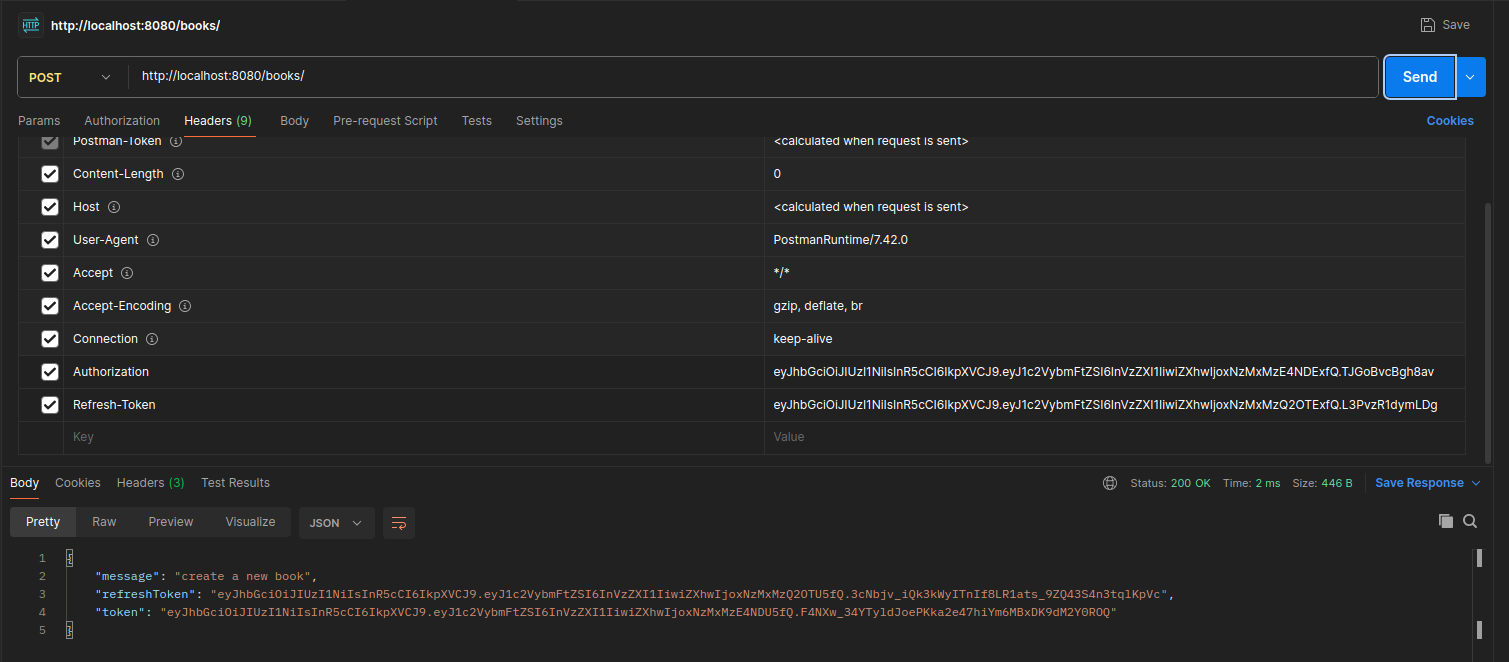 HTTP http://localhost:8080/books/ Save
POST http://localhost:8080/books/ Send
Params Authorization Headers (9) Body Pre-request Script Tests Settings Cookies
Postman-Token <calculated when request is sent>
Content-Length 0
Host <calculated when request is sent>
User-Agent PostmanRuntime/7.42.0
Accept */*
Accept-Encoding gzip, deflate, br
Connection keep-alive
Authorization eyJhbGciOiJIUzI1NiIsInR5cCI6IkpXVCJ9.eyJ1c2VybmFtZSI6InVzZXI1IiwiZXhwIjoxNzMxMzE4NDExfQ.TJGoBvcBgh8av
Refresh-Token eyJhbGciOiJIUzI1NiIsInR5cCI6IkpXVCJ9.eyJ1c2VybmFtZSI6InVzZXI1IiwiZXhwIjoxNzMxMzQ2OTExfQ.L3PvzR1dymLDg
Key Value
Body Cookies Headers (3) Test Results Status: 200 OK Time: 2 ms Size: 446 B Save Response
Pretty Raw Preview Visualize JSON
1 {
2 "message": "create a new book",
3 "refreshToken": "eyJhbGciOiJIUzI1NiIsInR5cCI6IkpXVCJ9.eyJ1c2VybmFtZSI6InVzZXI1IiwiZXhwIjoxNzMxMzQ2OTU5fQ.3cNbjv_iQk3kWyITnIf8LR1ats_9ZQ43S4n3tqlKpVc",
4 "token": "eyJhbGciOiJIUzI1NiIsInR5cCI6IkpXVCJ9.eyJ1c2VybmFtZSI6InVzZXI1IiwiZXhwIjoxNzMxMzE4NDU5fQ.F4NXw_34YTyldJoePKka2e47hiYm6MBxDK9dM2Y0ROQ"
5 }